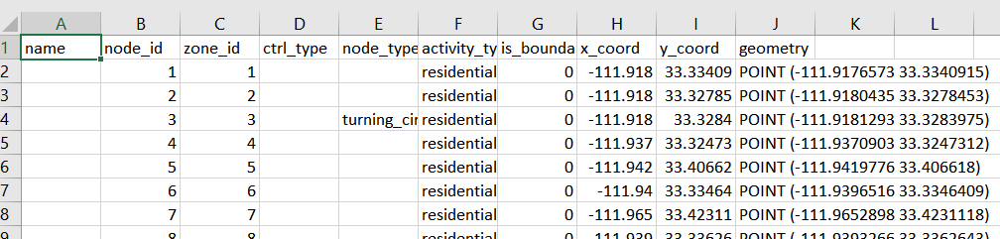 A B C D E F G H I J K L
1 name node_id zone_id ctrl_type node_type activity_ty is_bounda x_coord y_coord geometry
2 1 1 residential 0 -111.918 33.33409 POINT (-111.9176573 33.3340915)
3 2 2 residential 0 -111.918 33.32785 POINT (-111.9180435 33.3278453)
4 3 3 turning_cir residential 0 -111.918 33.3284 POINT (-111.9181293 33.3283975)
5 4 4 residential 0 -111.937 33.32473 POINT (-111.9370903 33.3247312)
6 5 5 residential 0 -111.942 33.40662 POINT (-111.9419776 33.406618)
7 6 6 residential 0 -111.94 33.33464 POINT (-111.9396516 33.3346409)
8 7 7 residential 0 -111.965 33.42311 POINT (-111.9652898 33.4231118)
9 8 8 residential 0 -111.939 33.33626 POINT (-111.9393266 33.3362643)